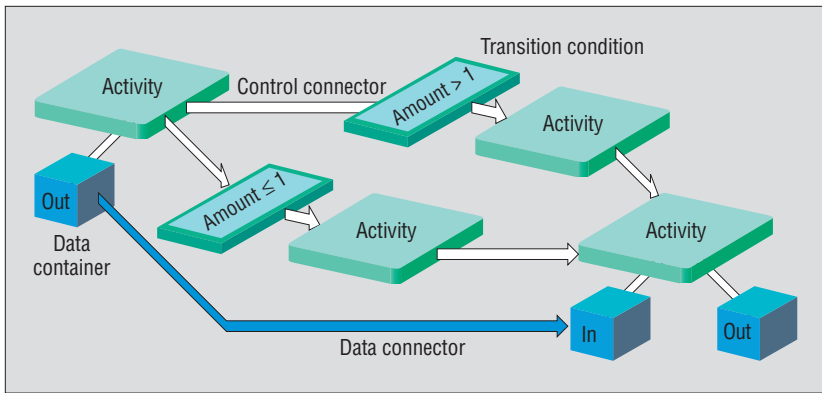 Transition condition
Activity
Control connector
Amount > 1
Activity
Out
Amount ≤ 1
Activity
Activity
Data
container
In
Out
Data connector